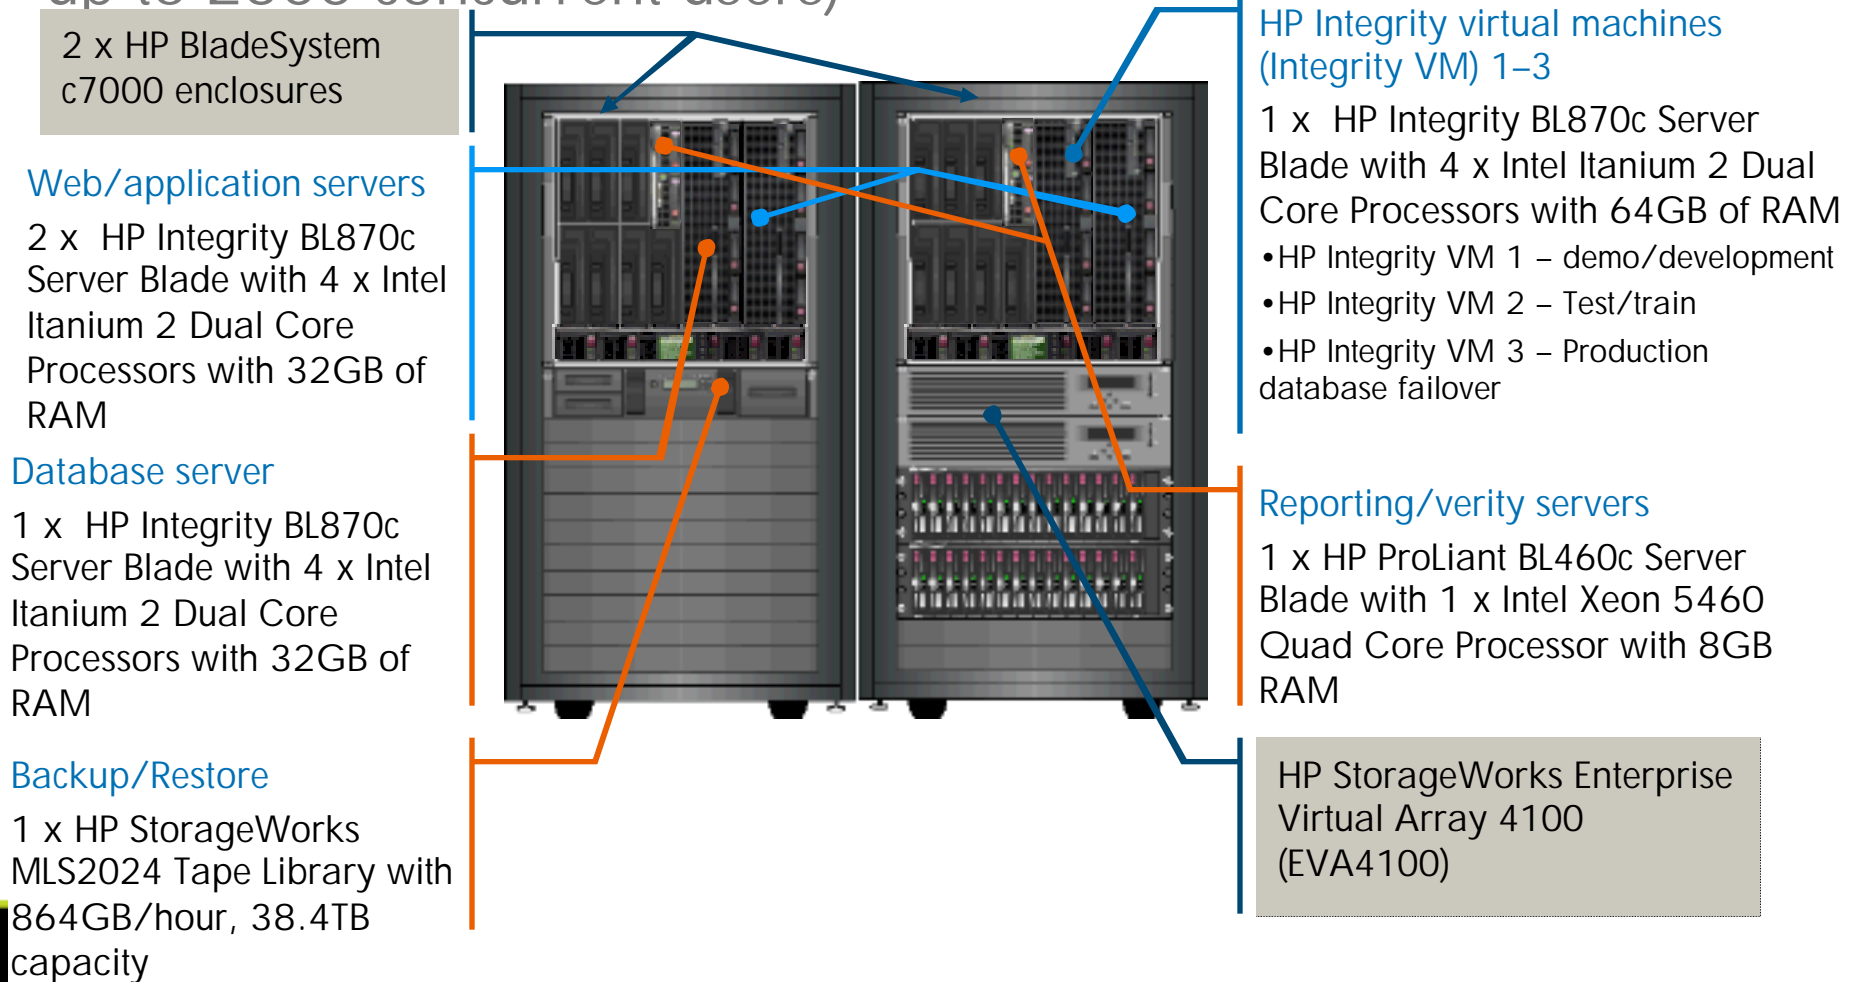 up to 2000 concurrent users)
2 x HP BladeSystem
c7000 enclosures
Web/application servers
2 x HP Integrity BL870c
Server Blade with 4 x Intel
Itanium 2 Dual Core
Processors with 32GB of
RAM
Database server
1 x HP Integrity BL870c
Server Blade with 4 x Intel
Itanium 2 Dual Core
Processors with 32GB of
RAM
Backup/Restore
1 x HP StorageWorks
MLS2024 Tape Library with
864GB/hour, 38.4TB
capacity
HP Integrity virtual machines
(Integrity VM) 1–3
1 x HP Integrity BL870c Server
Blade with 4 x Intel Itanium 2 Dual
Core Processors with 64GB of RAM
•HP Integrity VM 1 – demo/development
•HP Integrity VM 2 – Test/train
•HP Integrity VM 3 – Production
database failover
Reporting/verity servers
1 x HP ProLiant BL460c Server
Blade with 1 x Intel Xeon 5460
Quad Core Processor with 8GB
RAM
HP StorageWorks Enterprise
Virtual Array 4100
(EVA4100)